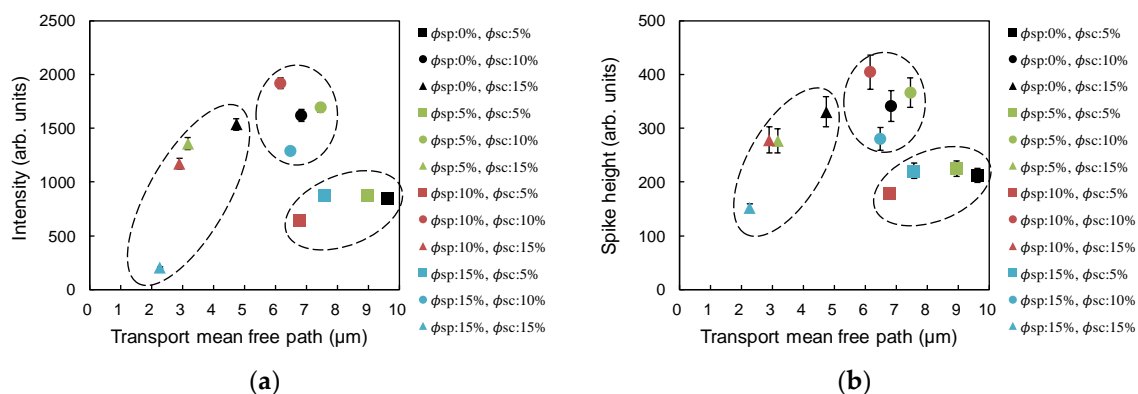 2500
2000
1500
1000
500
0
Intensity (arb. units)
0 1 2 3 4 5 6 7 8 9 10
Transport mean free path (μm)
ϕsp:0%, ϕsc:5%
ϕsp:0%, ϕsc:10%
ϕsp:0%, ϕsc:15%
ϕsp:5%, ϕsc:5%
ϕsp:5%, ϕsc:10%
ϕsp:5%, ϕsc:15%
ϕsp:10%, ϕsc:5%
ϕsp:10%, ϕsc:10%
ϕsp:10%, ϕsc:15%
ϕsp:15%, ϕsc:5%
ϕsp:15%, ϕsc:10%
ϕsp:15%, ϕsc:15%
(a)
500
400
300
200
100
0
Spike height (arb. units)
0 1 2 3 4 5 6 7 8 9 10
Transport mean free path (μm)
ϕsp:0%, ϕsc:5%
ϕsp:0%, ϕsc:10%
ϕsp:0%, ϕsc:15%
ϕsp:5%, ϕsc:5%
ϕsp:5%, ϕsc:10%
ϕsp:5%, ϕsc:15%
ϕsp:10%, ϕsc:5%
ϕsp:10%, ϕsc:10%
ϕsp:10%, ϕsc:15%
ϕsp:15%, ϕsc:5%
ϕsp:15%, ϕsc:10%
ϕsp:15%, ϕsc:15%
(b)